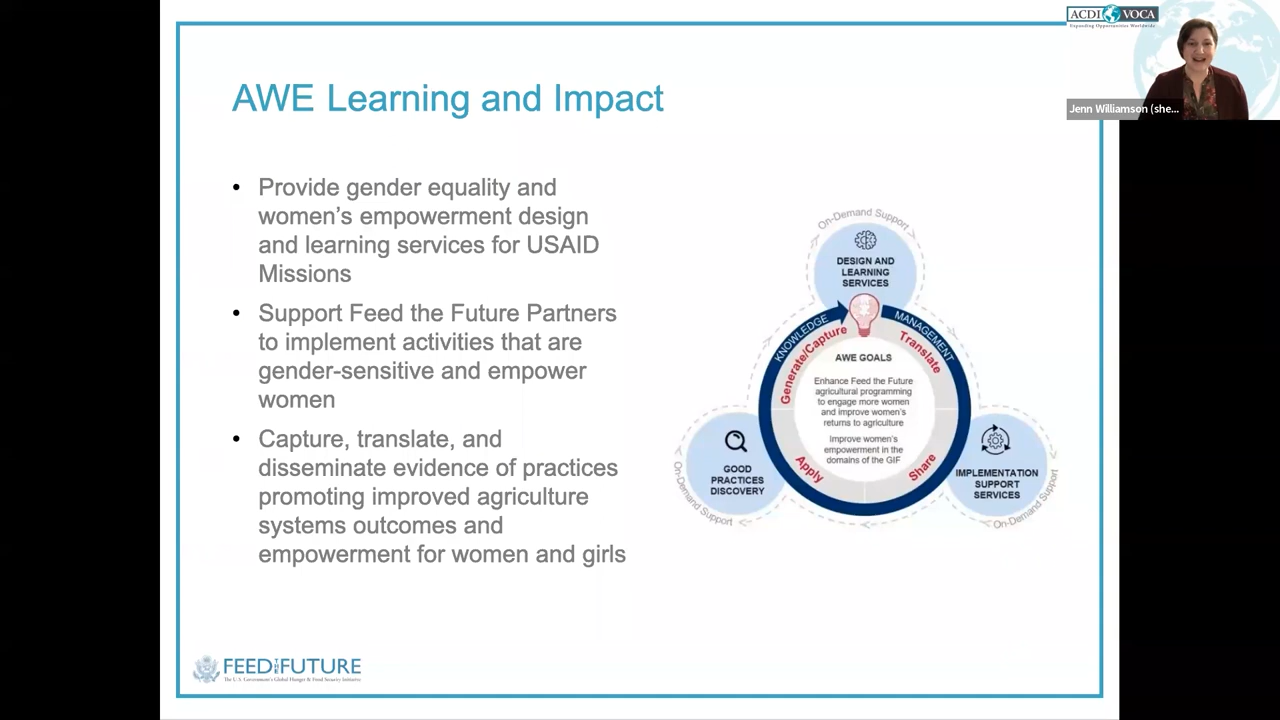 ACDI VOCA
Expanding Opportunities Worldwide
Jenn Williamson (she...
AWE Learning and Impact
• Provide gender equality and
women's empowerment design
and learning services for USAID
Missions
• Support Feed the Future Partners
to implement activities that are
gender-sensitive and empower
women
• Capture, translate, and
disseminate evidence of practices
promoting improved agriculture
systems outcomes and
empowerment for women and girls
On-Demand Support
DESIGN AND
LEARNING
SERVICES
KNOWLEDGE
MANAGEMENT
Generate/Capture
Translate
AWE GOALS
Enhance Feed the Future
agricultural programming
to engage more women
and improve women's
returns to agriculture
Improve women's
empowerment in the
domains of the GIF
Apply
Share
GOOD
PRACTICES
DISCOVERY
On-Demand Support
IMPLEMENTATION
SUPPORT
SERVICES
On-Demand Support
FEED THE FUTURE
The U.S. Government's Global Hunger & Food Security Initiative